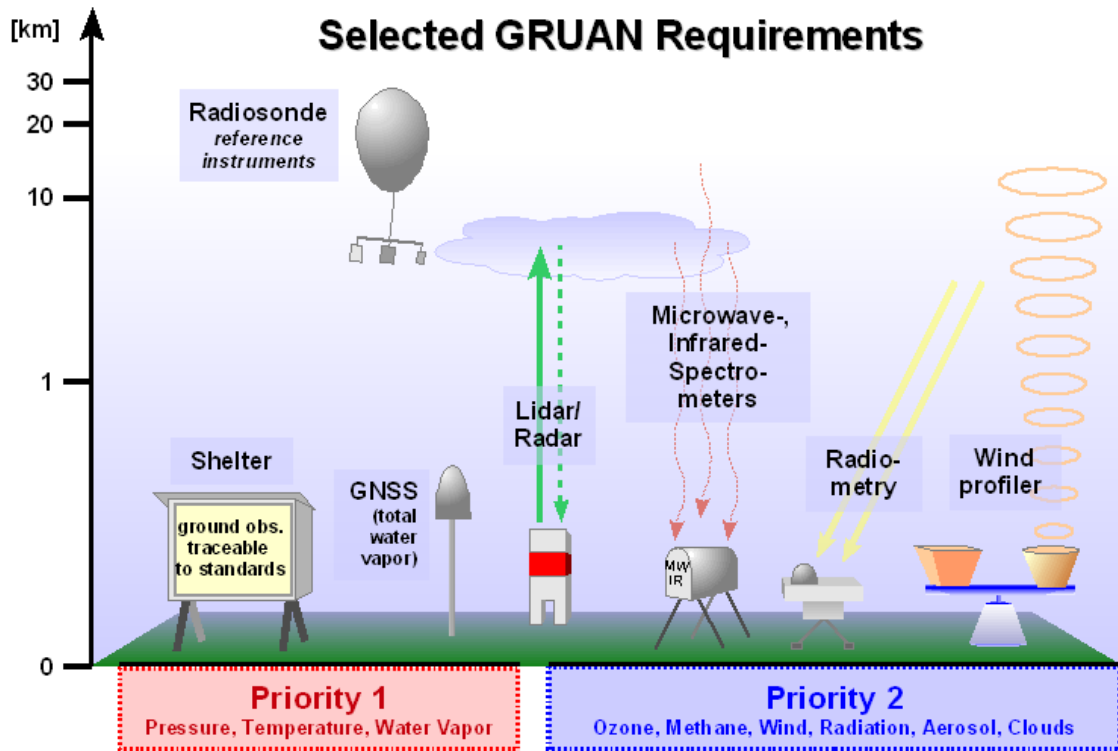 Selected GRUAN Requirements
[km]
30
20
10
1
0
Radiosonde
reference
instruments
Microwave-,
Infrared-
Spectro-
meters
Lidar/
Radar
Shelter
ground obs.
traceable
to standards
GNSS
(total
water
vapor)
MW
IR
Radio-
metry
Wind
profiler
Priority 1
Pressure, Temperature, Water Vapor
Priority 2
Ozone, Methane, Wind, Radiation, Aerosol, Clouds